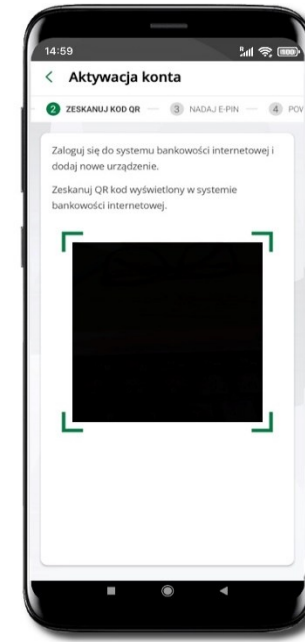 14:59
Aktywacja konta
2 ZESKANUJ KOD QR 3 NADAJ E-PIN 4 POW
Zaloguj się do systemu bankowości internetowej i
dodaj nowe urządzenie.
Zeskanuj QR kod wyświetlony w systemie
bankowości internetowej.